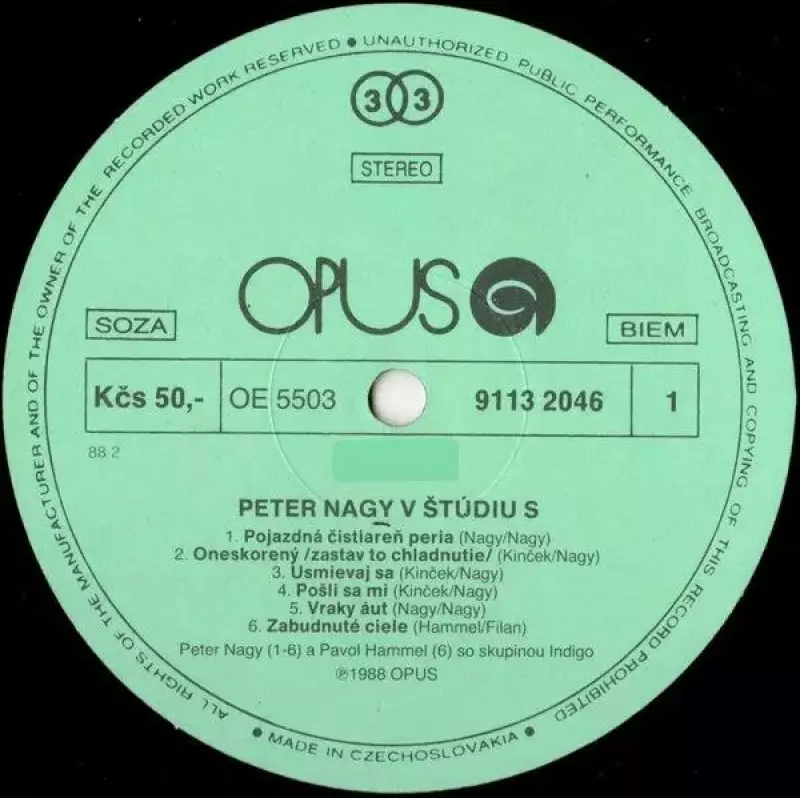 ALL RIGHTS OF THE MANUFACTURER AND OF THE OWNER OF THE RECORDED WORK RESERVED ● UNAUTHORIZED PUBLIC PERFORMANCE BROADCASTING AND COPYING OF THIS RECORD PROHIBITED
33
STEREO
OPUS
SOZA
BIEM
Kčs 50,- OE 5503 9113 2046 1
88 2
PETER NAGY V ŠTÚDIU S
1. Pojazdná čistiareň peria (Nagy/Nagy)
2. Oneskorený /zastav to chladnutie/ (Kinček/Nagy)
3. Usmievaj sa (Kinček/Nagy)
4. Pošli sa mi (Kinček/Nagy)
5. Vraky áut (Nagy/Nagy)
6. Zabudnuté ciele (Hammel/Filan)
Peter Nagy (1-6) a Pavol Hammel (6) so skupinou Indigo
℗1988 OPUS
● MADE IN CZECHOSLOVAKIA ●